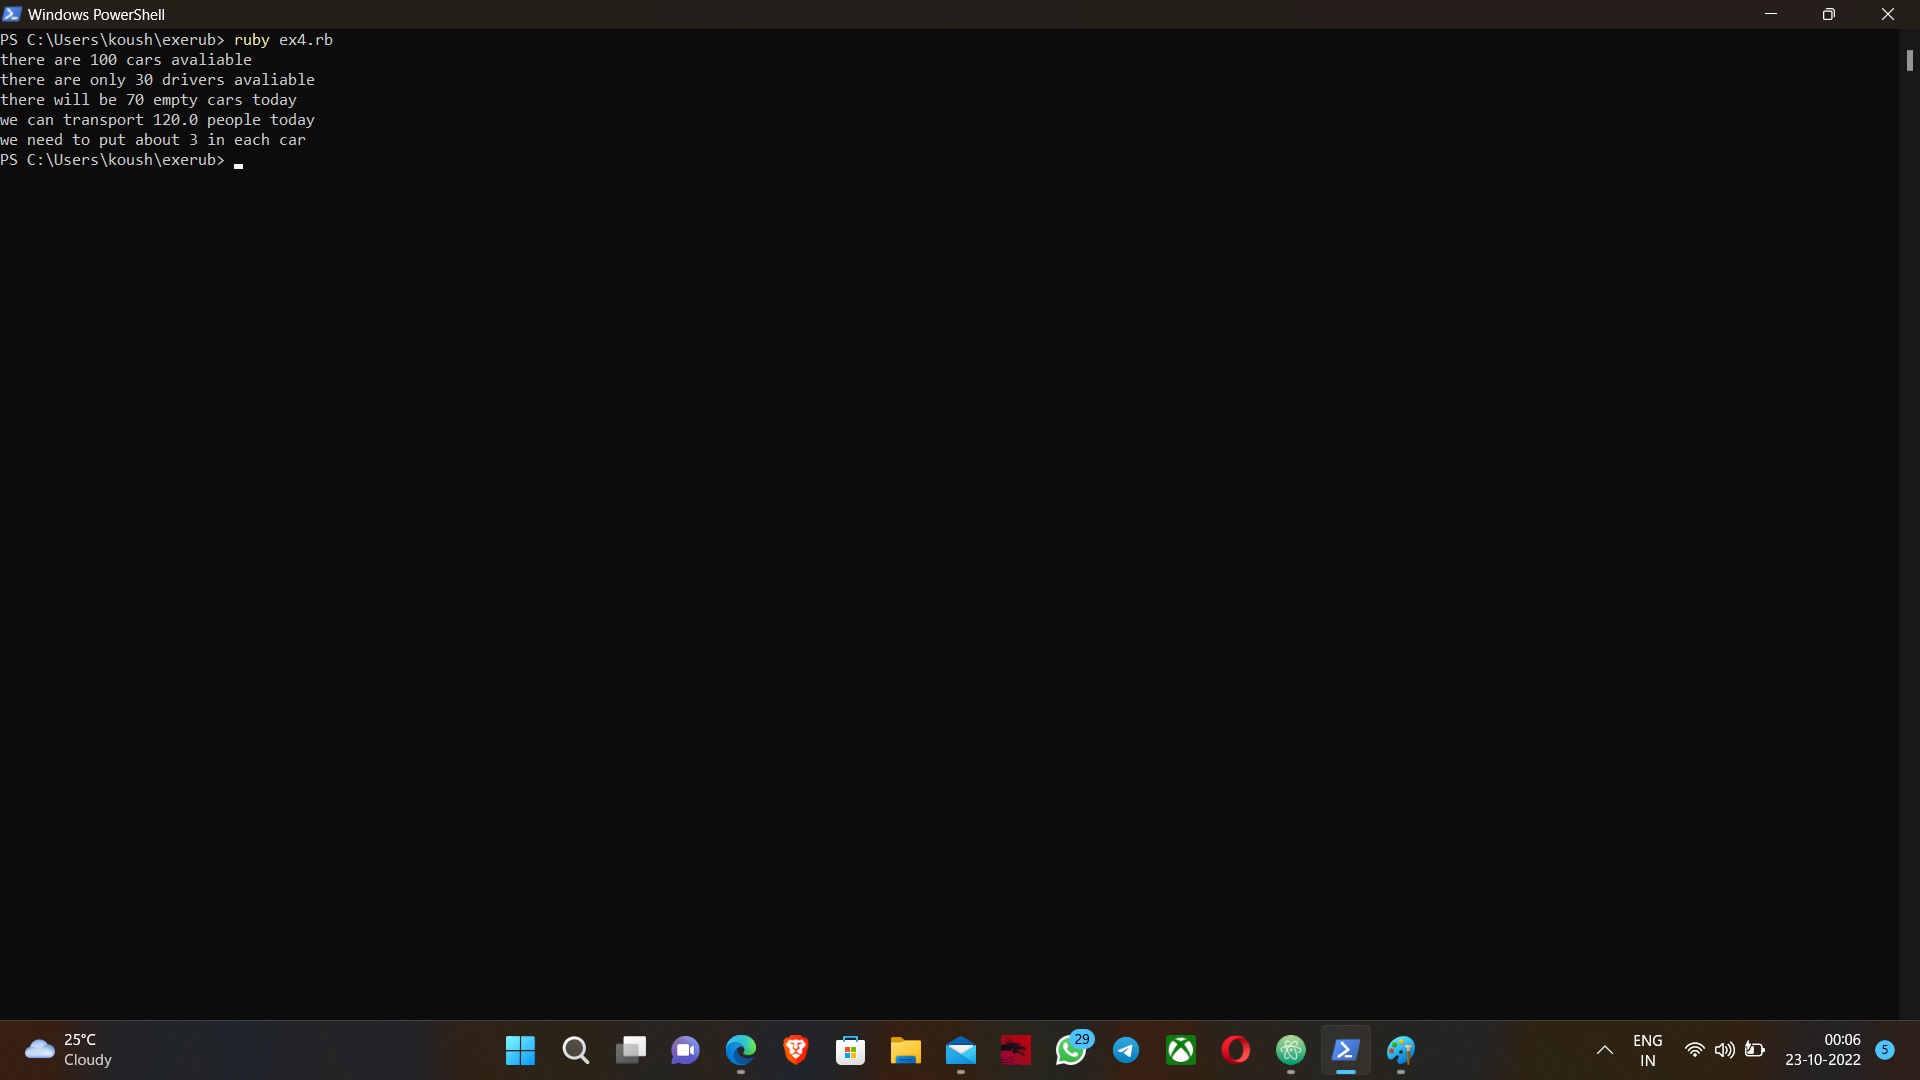 Windows PowerShell
PS C:\Users\koush\exerub> ruby ex4.rb
there are 100 cars avaliable
there are only 30 drivers avaliable
there will be 70 empty cars today
we can transport 120.0 people today
we need to put about 3 in each car
PS C:\Users\koush\exerub>
25°C
Cloudy
29
ENG
IN
00:06
23-10-2022
5